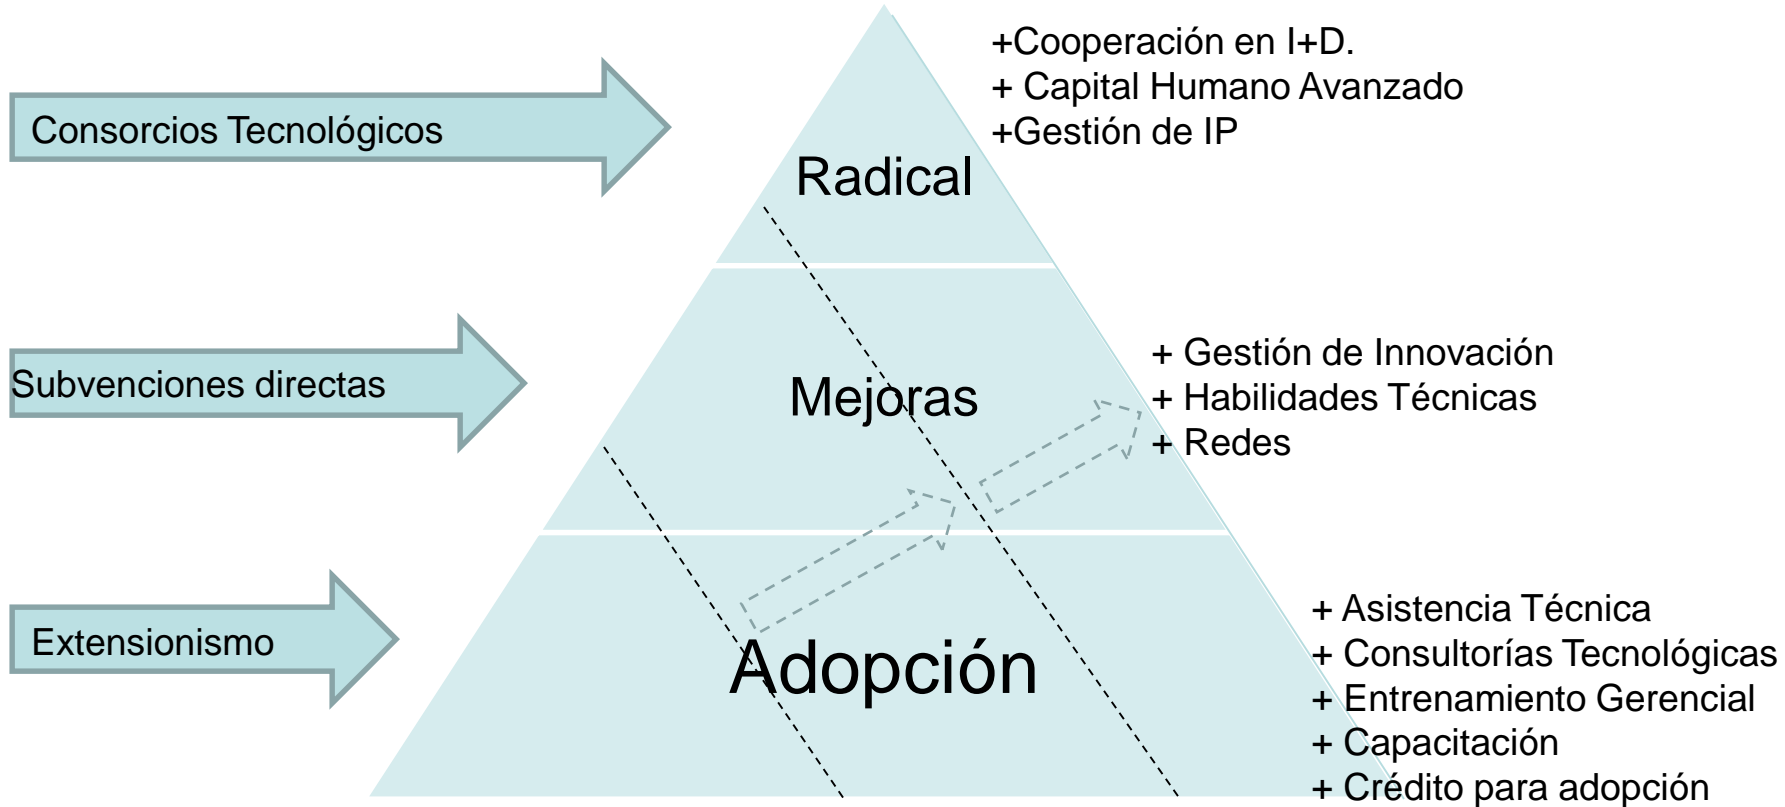 +Cooperación en I+D.
+ Capital Humano Avanzado
+Gestión de IP
Consorcios Tecnológicos
Radical
+ Gestión de Innovación
+ Habilidades Técnicas
+ Redes
Subvenciones directas
Mejoras
+ Asistencia Técnica
+ Consultorías Tecnológicas
+ Entrenamiento Gerencial
+ Capacitación
+ Crédito para adopción
Extensionismo
Adopción